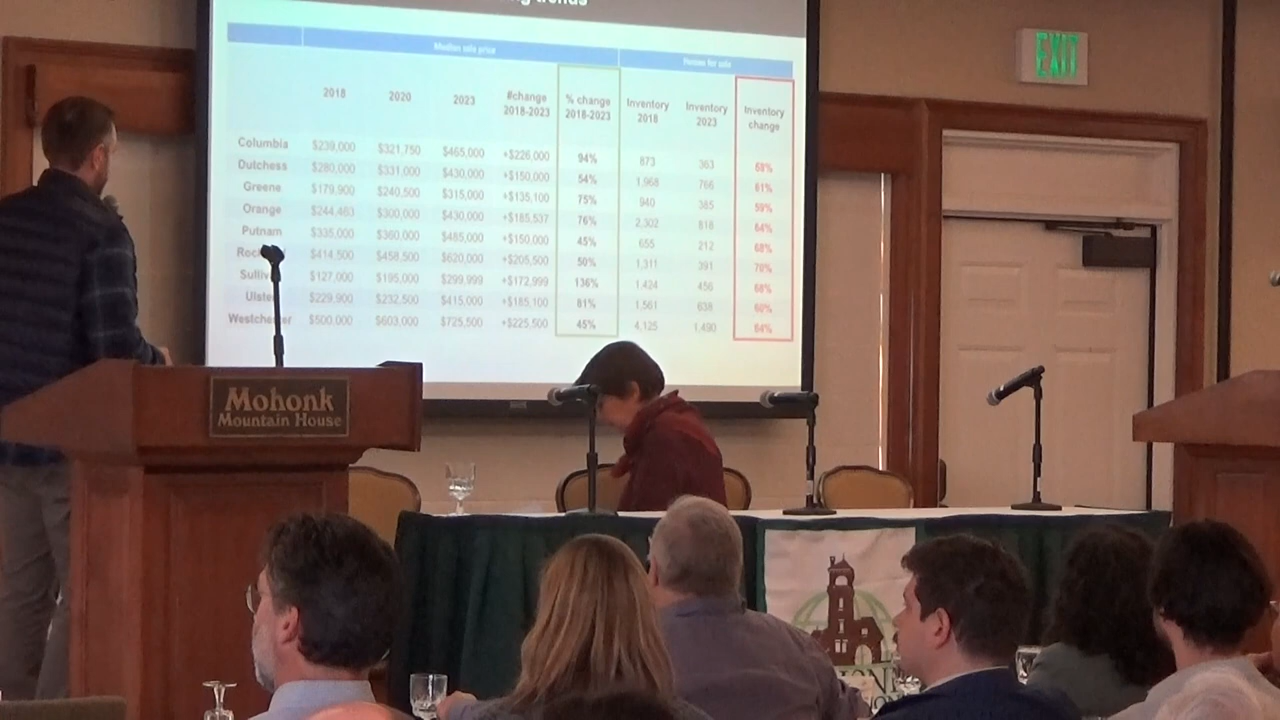 trends
Median sale price Homes for sale
2018 2020 2023 #change 2018-2023 % change 2018-2023 Inventory 2018 Inventory 2023 Inventory change
Columbia $239,000 $321,750 $465,000 +$226,000 94% 873 363 58%
Dutchess $280,000 $331,000 $430,000 +$150,000 54% 1,968 766 61%
Greene $179,900 $240,500 $315,000 +$135,100 75% 940 385 59%
Orange $244,463 $300,000 $430,000 +$185,537 76% 2,302 818 64%
Putnam $335,000 $360,000 $485,000 +$150,000 45% 655 212 68%
$414,500 $458,500 $620,000 +$205,500 50% 1,311 391 70%
$127,000 $195,000 $299,999 +$172,999 136% 1,424 456 68%
Ulster $229,900 $232,500 $415,000 +$185,100 81% 1,561 638 60%
Westchester $500,000 $603,000 $725,500 +$225,500 45% 4,125 1,490 64%
EXIT
Mohonk
Mountain House